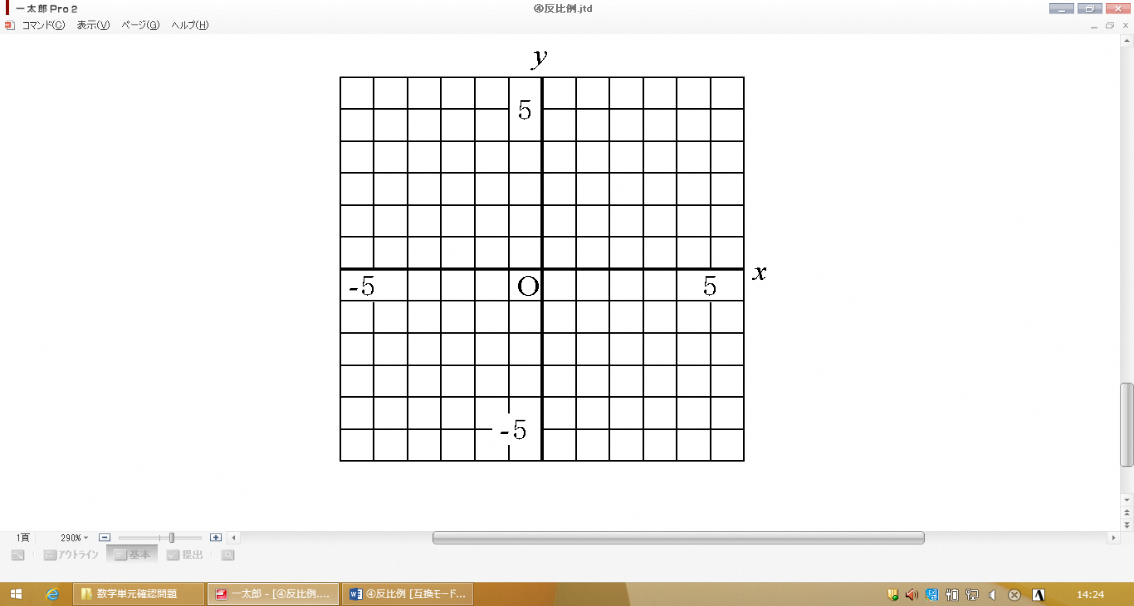 一太郎 Pro 2
④反比例.jtd
コマンド(C) 表示(V) ページ(G) ヘルプ(H)
y
5
-5 O 5 x
-5
1頁 290%
アウトライン 基本 提出
数学単元確認問題 一太郎 - [④反比例.... ④反比例 [互換モード... A 14:24